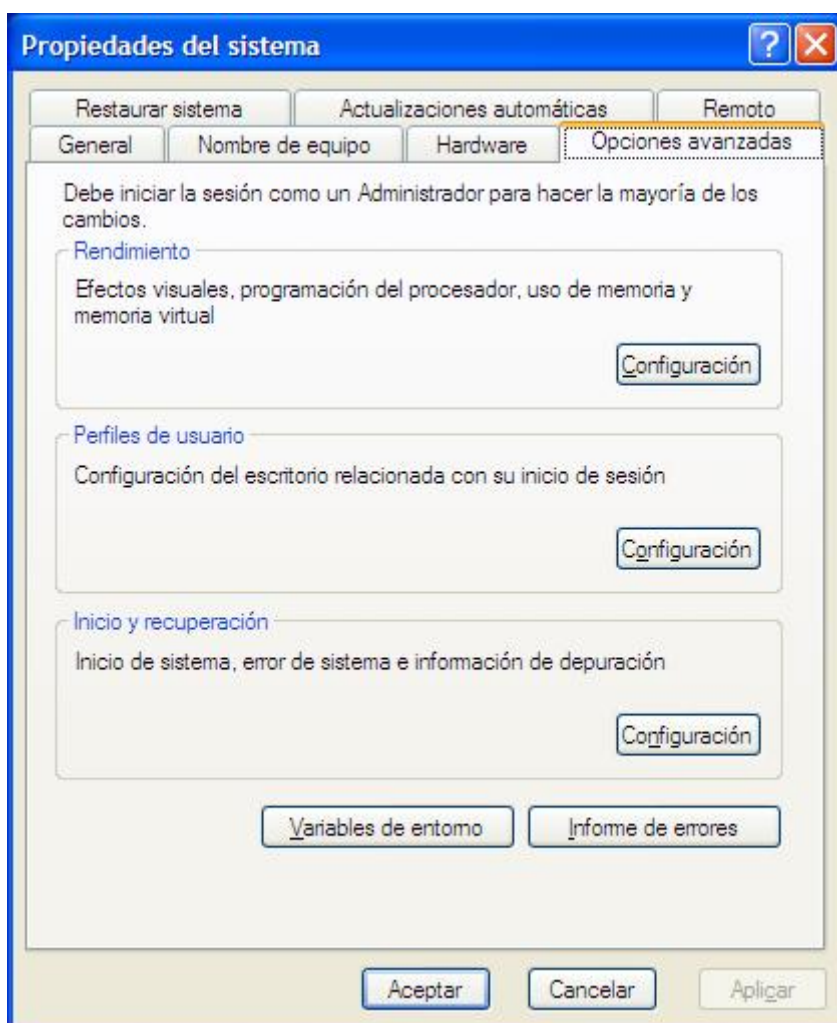 Propiedades del sistema
Restaurar sistema
Actualizaciones automáticas
Remoto
General
Nombre de equipo
Hardware
Opciones avanzadas
Debe iniciar la sesión como un Administrador para hacer la mayoría de los
cambios.
Rendimiento
Efectos visuales, programación del procesador, uso de memoria y
memoria virtual
Configuración
Perfiles de usuario
Configuración del escritorio relacionada con su inicio de sesión
Configuración
Inicio y recuperación
Inicio de sistema, error de sistema e información de depuración
Configuración
Variables de entorno
Informe de errores
Aceptar
Cancelar
Aplicar